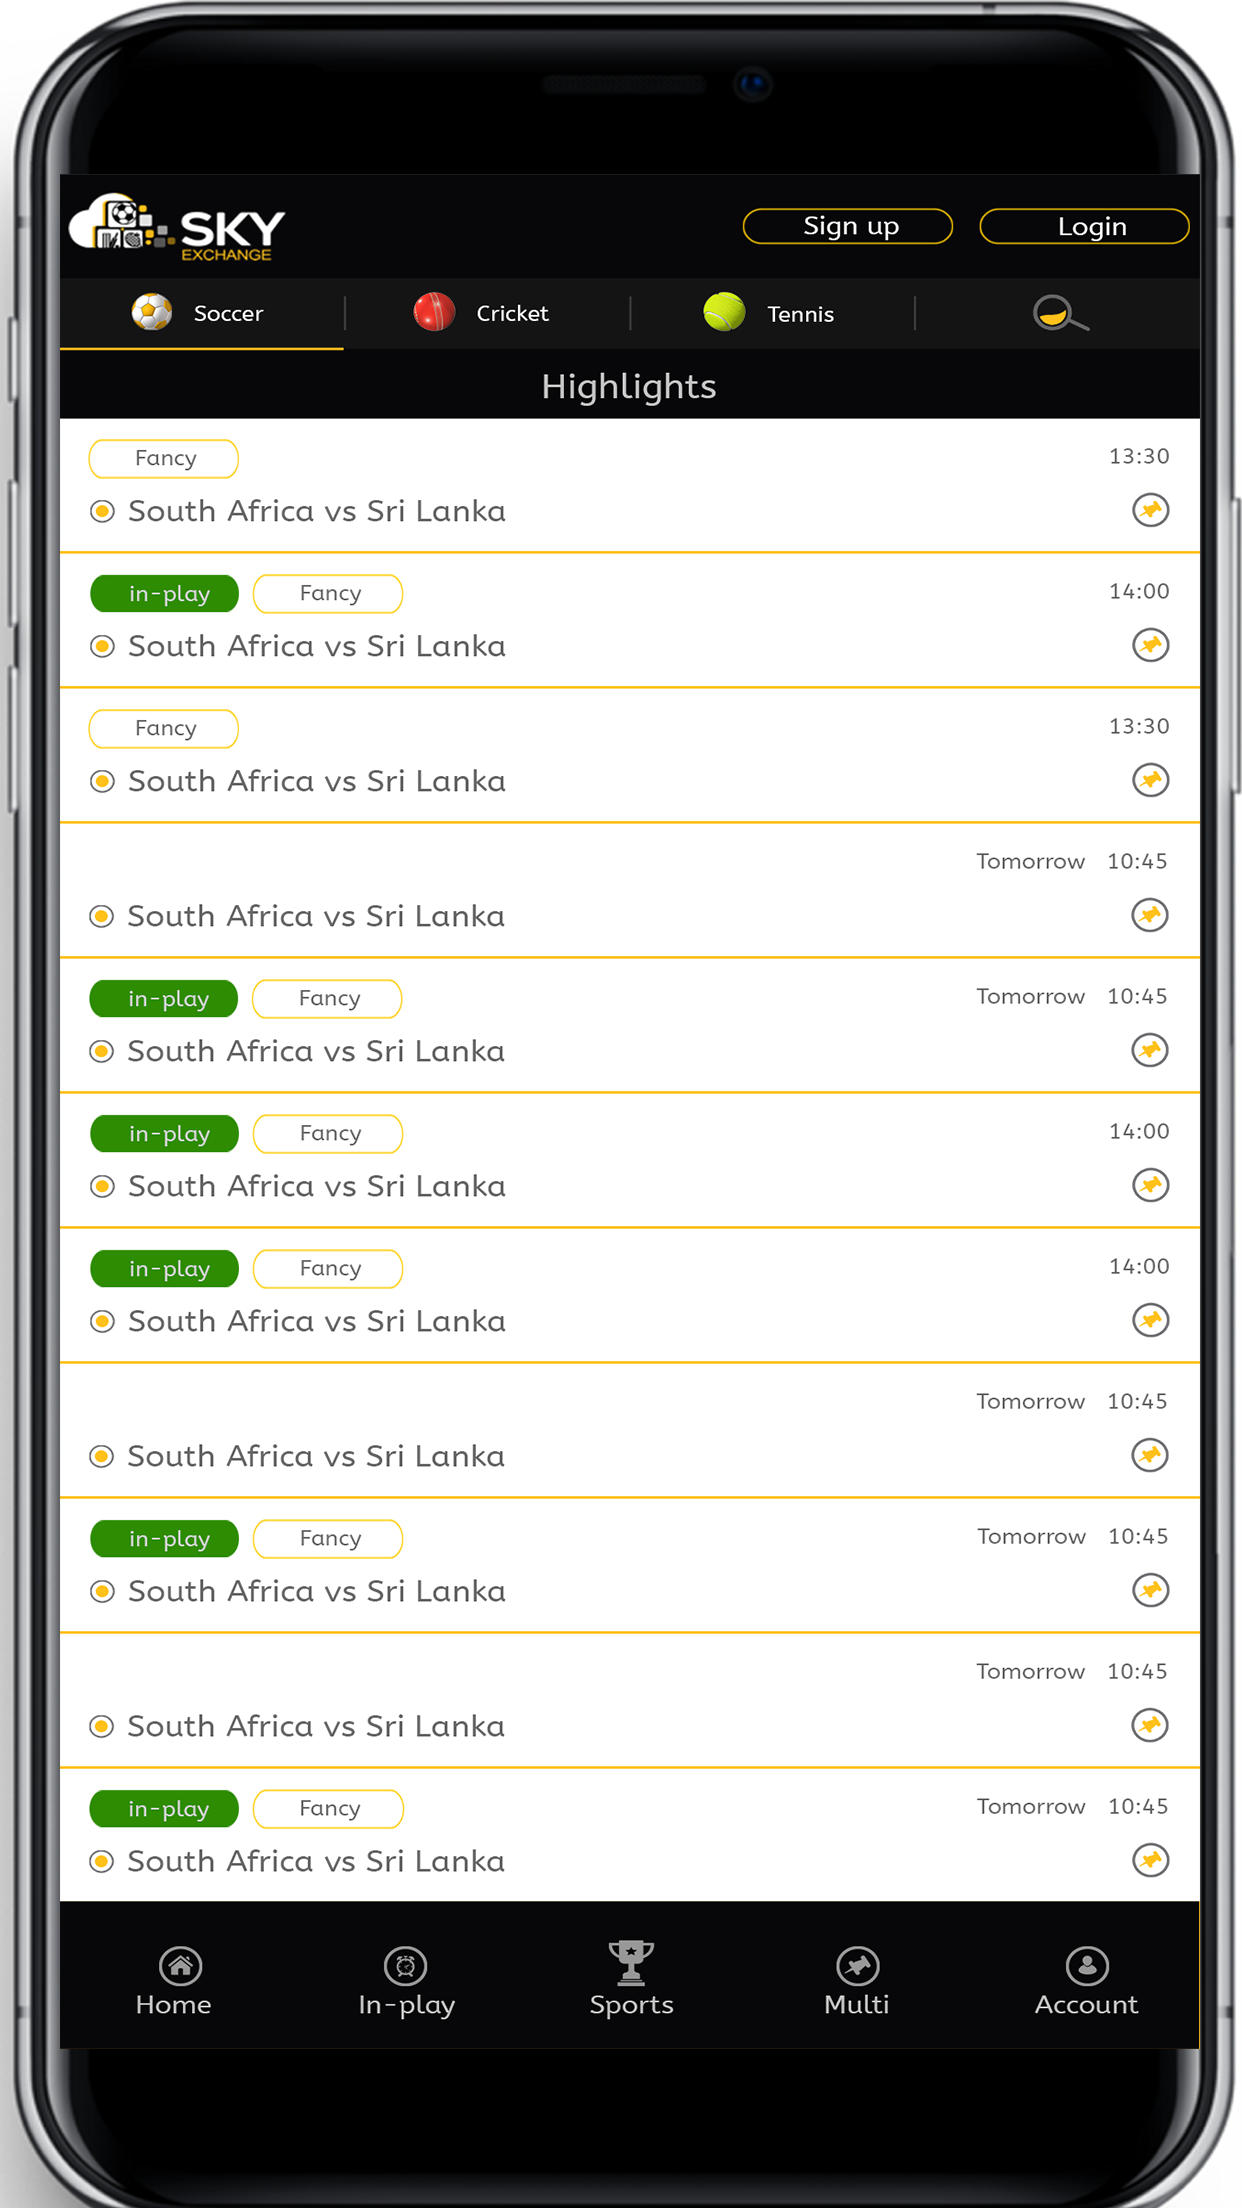 SKY
EXCHANGE
Sign up Login
Soccer Cricket Tennis
Highlights
Fancy 13:30
South Africa vs Sri Lanka
in-play Fancy 14:00
South Africa vs Sri Lanka
Fancy 13:30
South Africa vs Sri Lanka
Tomorrow 10:45
South Africa vs Sri Lanka
in-play Fancy Tomorrow 10:45
South Africa vs Sri Lanka
in-play Fancy 14:00
South Africa vs Sri Lanka
in-play Fancy 14:00
South Africa vs Sri Lanka
Tomorrow 10:45
South Africa vs Sri Lanka
in-play Fancy Tomorrow 10:45
South Africa vs Sri Lanka
Tomorrow 10:45
South Africa vs Sri Lanka
in-play Fancy Tomorrow 10:45
South Africa vs Sri Lanka
Home In-play Sports Multi Account